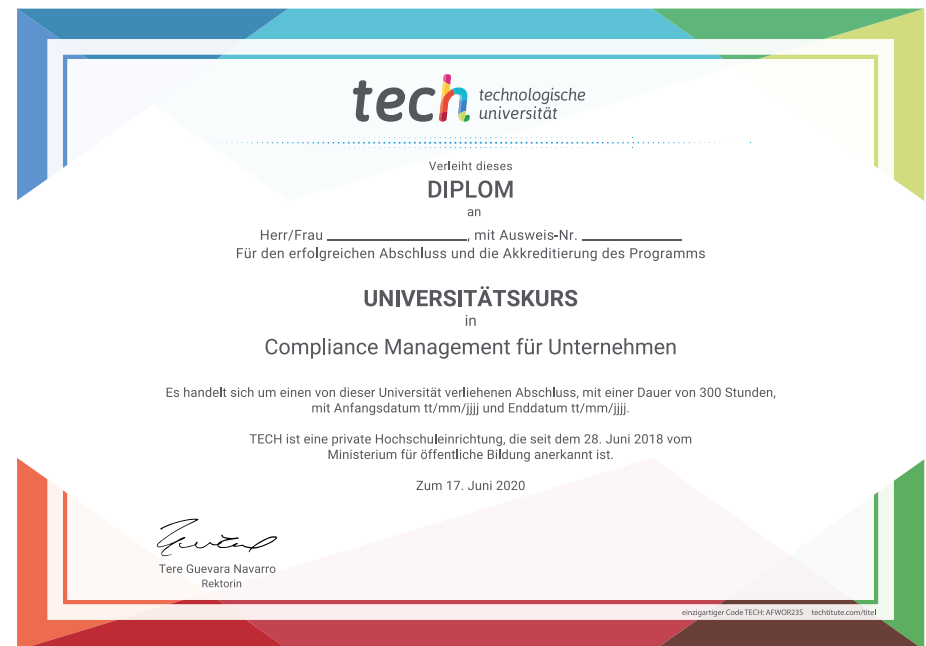 tech technologische
universität
Verleiht dieses
DIPLOM
an
Herr/Frau ____________, mit Ausweis-Nr. ____________
Für den erfolgreichen Abschluss und die Akkreditierung des Programms
UNIVERSITÄTSKURS
in
Compliance Management für Unternehmen
Es handelt sich um einen von dieser Universität verliehenen Abschluss, mit einer Dauer von 300 Stunden,
mit Anfangsdatum tt/mm/jjjj und Enddatum tt/mm/jjjj.
TECH ist eine private Hochschuleinrichtung, die seit dem 28. Juni 2018 vom
Ministerium für öffentliche Bildung anerkannt ist.
Zum 17. Juni 2020
Tere Guevara Navarro
Rektorin
einzigartiger Code TECH: AFWOR23S techtitute.com/titel